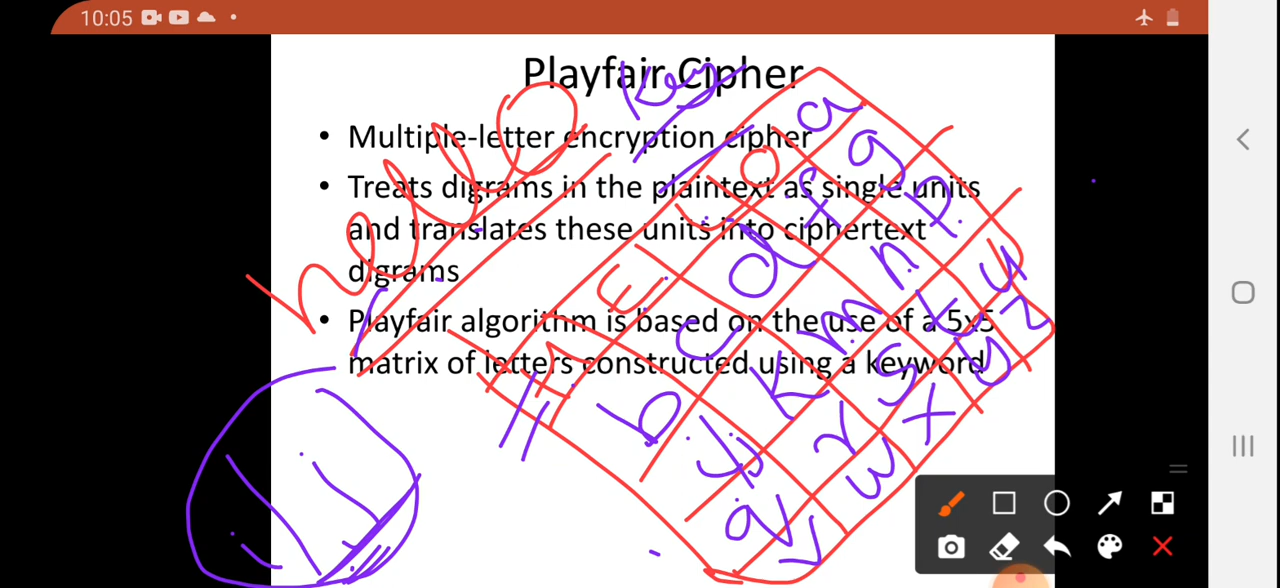 10:05
Playfair Cipher
Key
• Multiple-letter encryption cipher
• Treats digrams in the plaintext as single units
and translates these units into ciphertext
digrams
• Playfair algorithm is based on the use of a 5x5
matrix of letters constructed using a keyword
hello
H E L O a
b c d f g
i/j k m n p
q r s t u
v w x y z